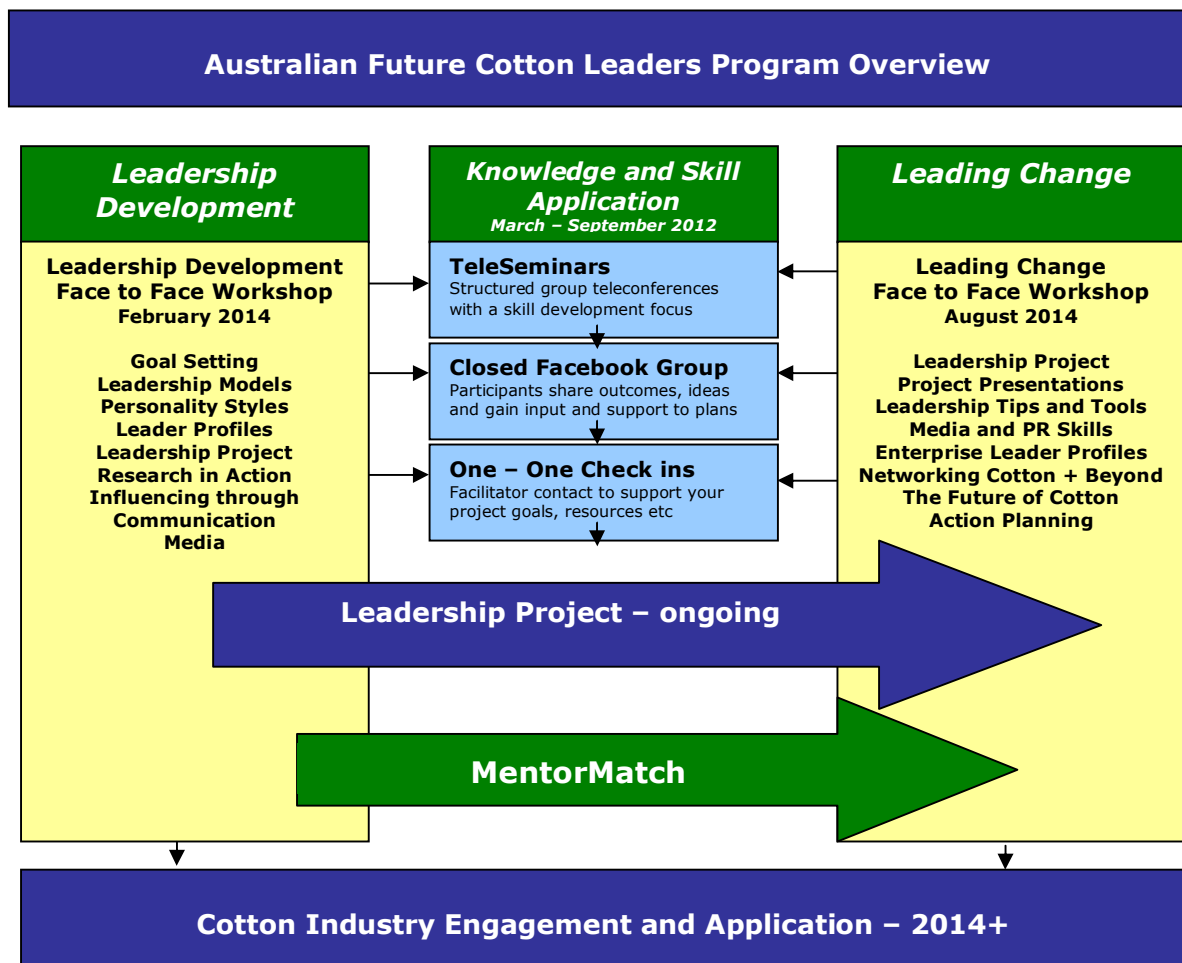 Australian Future Cotton Leaders Program Overview
Leadership
Development
Leadership Development
Face to Face Workshop
February 2014
Goal Setting
Leadership Models
Personality Styles
Leader Profiles
Leadership Project
Research in Action
Influencing through
Communication
Media
Knowledge and Skill
Application
March – September 2012
TeleSeminars
Structured group teleconferences
with a skill development focus
Closed Facebook Group
Participants share outcomes, ideas
and gain input and support to plans
One – One Check ins
Facilitator contact to support your
project goals, resources etc
Leading Change
Leading Change
Face to Face Workshop
August 2014
Leadership Project
Project Presentations
Leadership Tips and Tools
Media and PR Skills
Enterprise Leader Profiles
Networking Cotton + Beyond
The Future of Cotton
Action Planning
Leadership Project – ongoing
MentorMatch
Cotton Industry Engagement and Application – 2014+